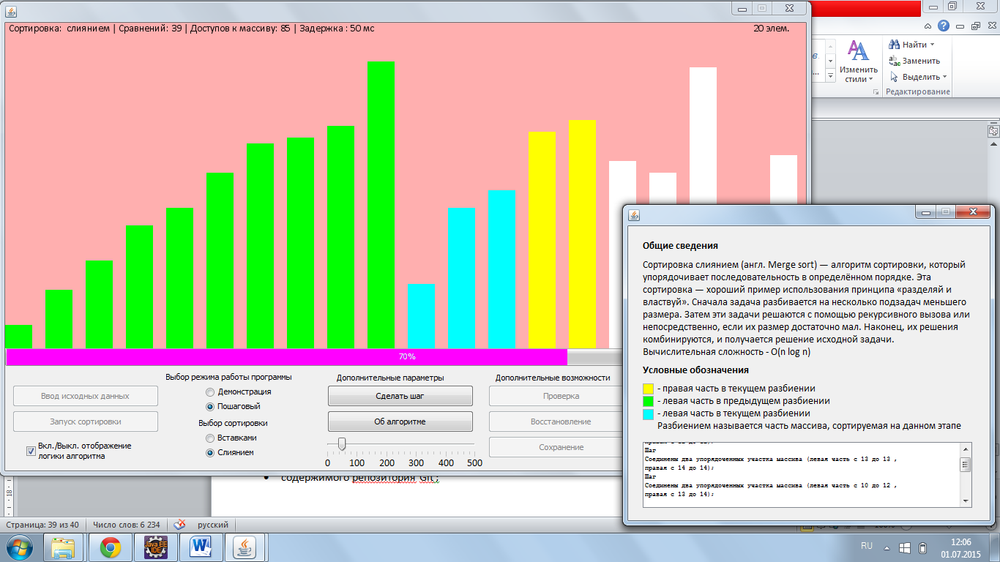 Сортировка: слиянием | Сравнений: 39 | Доступов к массиву: 85 | Задержка : 50 мс
20 элем.
70%
Ввод исходных данных
Запуск сортировки
Вкл./Выкл. отображение
логики алгоритма
Выбор режима работы программы
Демонстрация
Пошаговый
Выбор сортировки
Вставками
Слиянием
Дополнительные параметры
Сделать шаг
Об алгоритме
0 100 200 300 400 500
Дополнительные возможности
Проверка
Восстановление
Сохранение
Найти
Заменить
Выделить
Редактирование
Изменить
стили
Общие сведения
Сортировка слиянием (англ. Merge sort) — алгоритм сортировки, который
упорядочивает последовательность в определённом порядке. Эта
сортировка — хороший пример использования принципа «разделяй и
властвуй». Сначала задача разбивается на несколько подзадач меньшего
размера. Затем эти задачи решаются с помощью рекурсивного вызова или
непосредственно, если их размер достаточно мал. Наконец, их решения
комбинируются, и получается решение исходной задачи.
Вычислительная сложность - O(n log n)
Условные обозначения
- правая часть в текущем разбиении
- левая часть в предыдущем разбиении
- левая часть в текущем разбиении
Разбиением называется часть массива, сортируемая на данном этапе
Шаг
Соединены два упорядоченных участка массива (левая часть с 13 до 13 ,
правая с 14 до 14);
Шаг
Соединены два упорядоченных участка массива (левая часть с 10 до 12 ,
правая с 13 до 14);
содержимого репозитория Git ;
18
Страница: 39 из 40
Число слов: 6 234
русский
Java EE
IDE
RU
12:06
01.07.2015